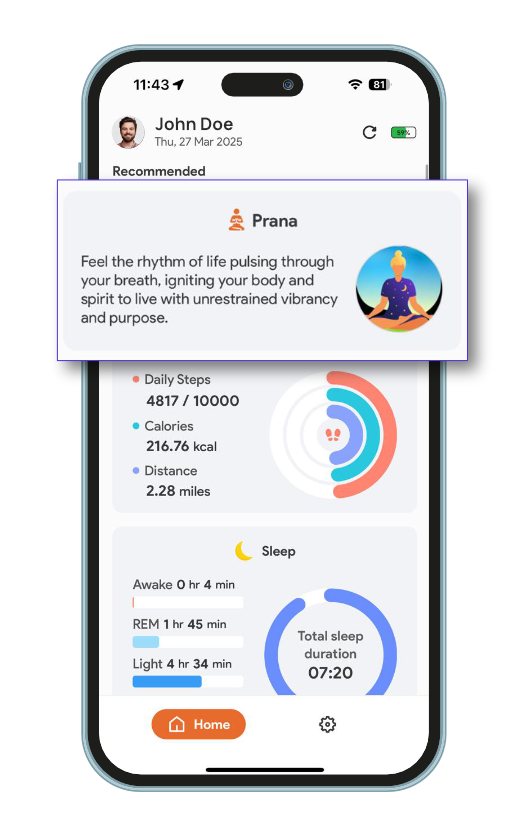 11:43
81
John Doe
Thu, 27 Mar 2025
59%
Recommended
Prana
Feel the rhythm of life pulsing through
your breath, igniting your body and
spirit to live with unrestrained vibrancy
and purpose.
Daily Steps
4817 / 10000
Calories
216.76 kcal
Distance
2.28 miles
Sleep
Awake 0 hr 4 min
REM 1 hr 45 min
Light 4 hr 34 min
Total sleep
duration
07:20
Home